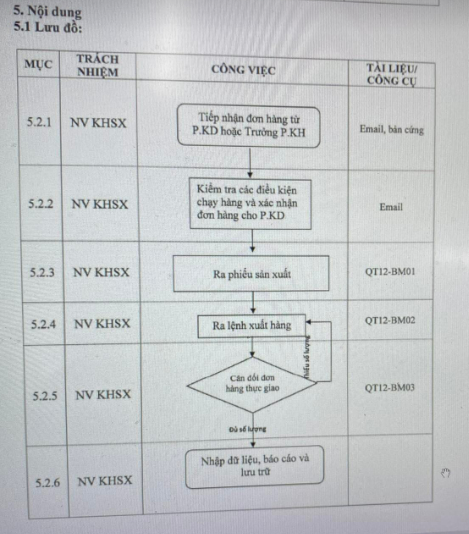 5. Nội dung
5.1 Lưu đồ:
MỤC
TRÁCH
NHIỆM
CÔNG VIỆC
TÀI LIỆU/
CÔNG CỤ
5.2.1
NV KHSX
Tiếp nhận đơn hàng từ
P.KD hoặc Trưởng P.KH
Email, bản cứng
5.2.2
NV KHSX
Kiểm tra các điều kiện
chạy hàng và xác nhận
đơn hàng cho P.KD
Email
5.2.3
NV KHSX
Ra phiếu sản xuất
QT12-BM01
5.2.4
NV KHSX
Ra lệnh xuất hàng
QT12-BM02
Thiếu số lượng
5.2.5
NV KHSX
Cân đối đơn
hàng thực giao
QT12-BM03
Đủ số lượng
5.2.6
NV KHSX
Nhập dữ liệu, báo cáo và
lưu trữ